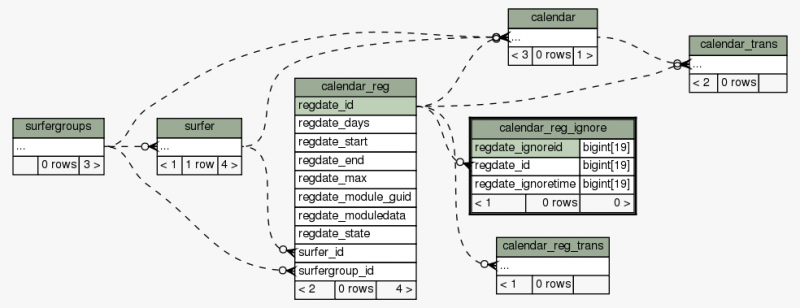 calendar
...
< 3 0 rows 1 >
calendar_trans
...
< 2 0 rows
calendar_reg
regdate_id
regdate_days
regdate_start
regdate_end
regdate_max
regdate_module_guid
regdate_moduledata
regdate_state
surfer_id
surfergroup_id
< 2 0 rows 4 >
surfergroups
...
0 rows 3 >
surfer
...
< 1 1 row 4 >
calendar_reg_ignore
regdate_ignoreid bigint[19]
regdate_id bigint[19]
regdate_ignoretime bigint[19]
< 1 0 rows 0 >
calendar_reg_trans
...
< 1 0 rows